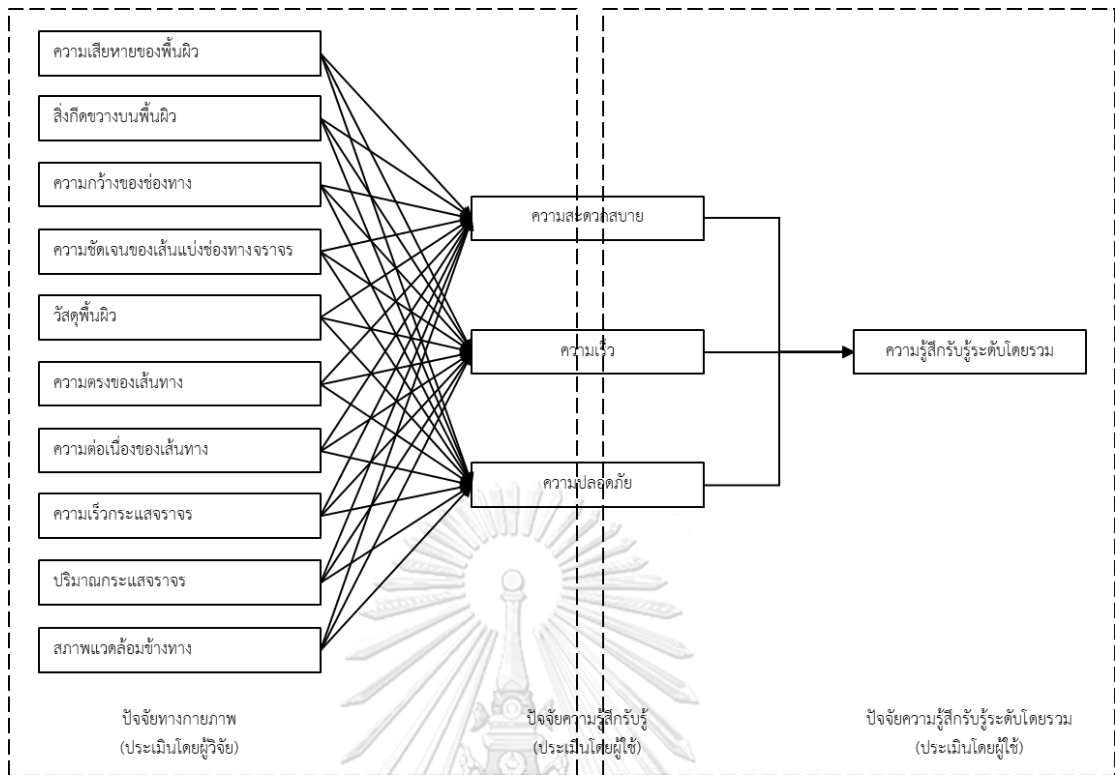 ความเสียหายของพื้นผิว
สิ่งกีดขวางบนพื้นผิว
ความกว้างของช่องทาง
ความชัดเจนของเส้นแบ่งช่องทางจราจร
วัสดุพื้นผิว
ความตรงของเส้นทาง
ความต่อเนื่องของเส้นทาง
ความเร็วกระแสจราจร
ปริมาณกระแสจราจร
สภาพแวดล้อมข้างทาง
ความสะดวกสบาย
ความเร็ว
ความปลอดภัย
ความรู้สึกรับรู้ระดับโดยรวม
ปัจจัยทางกายภาพ
(ประเมินโดยผู้วิจัย)
ปัจจัยความรู้สึกรับรู้
(ประเมินโดยผู้ใช้)
ปัจจัยความรู้สึกรับรู้ระดับโดยรวม
(ประเมินโดยผู้ใช้)